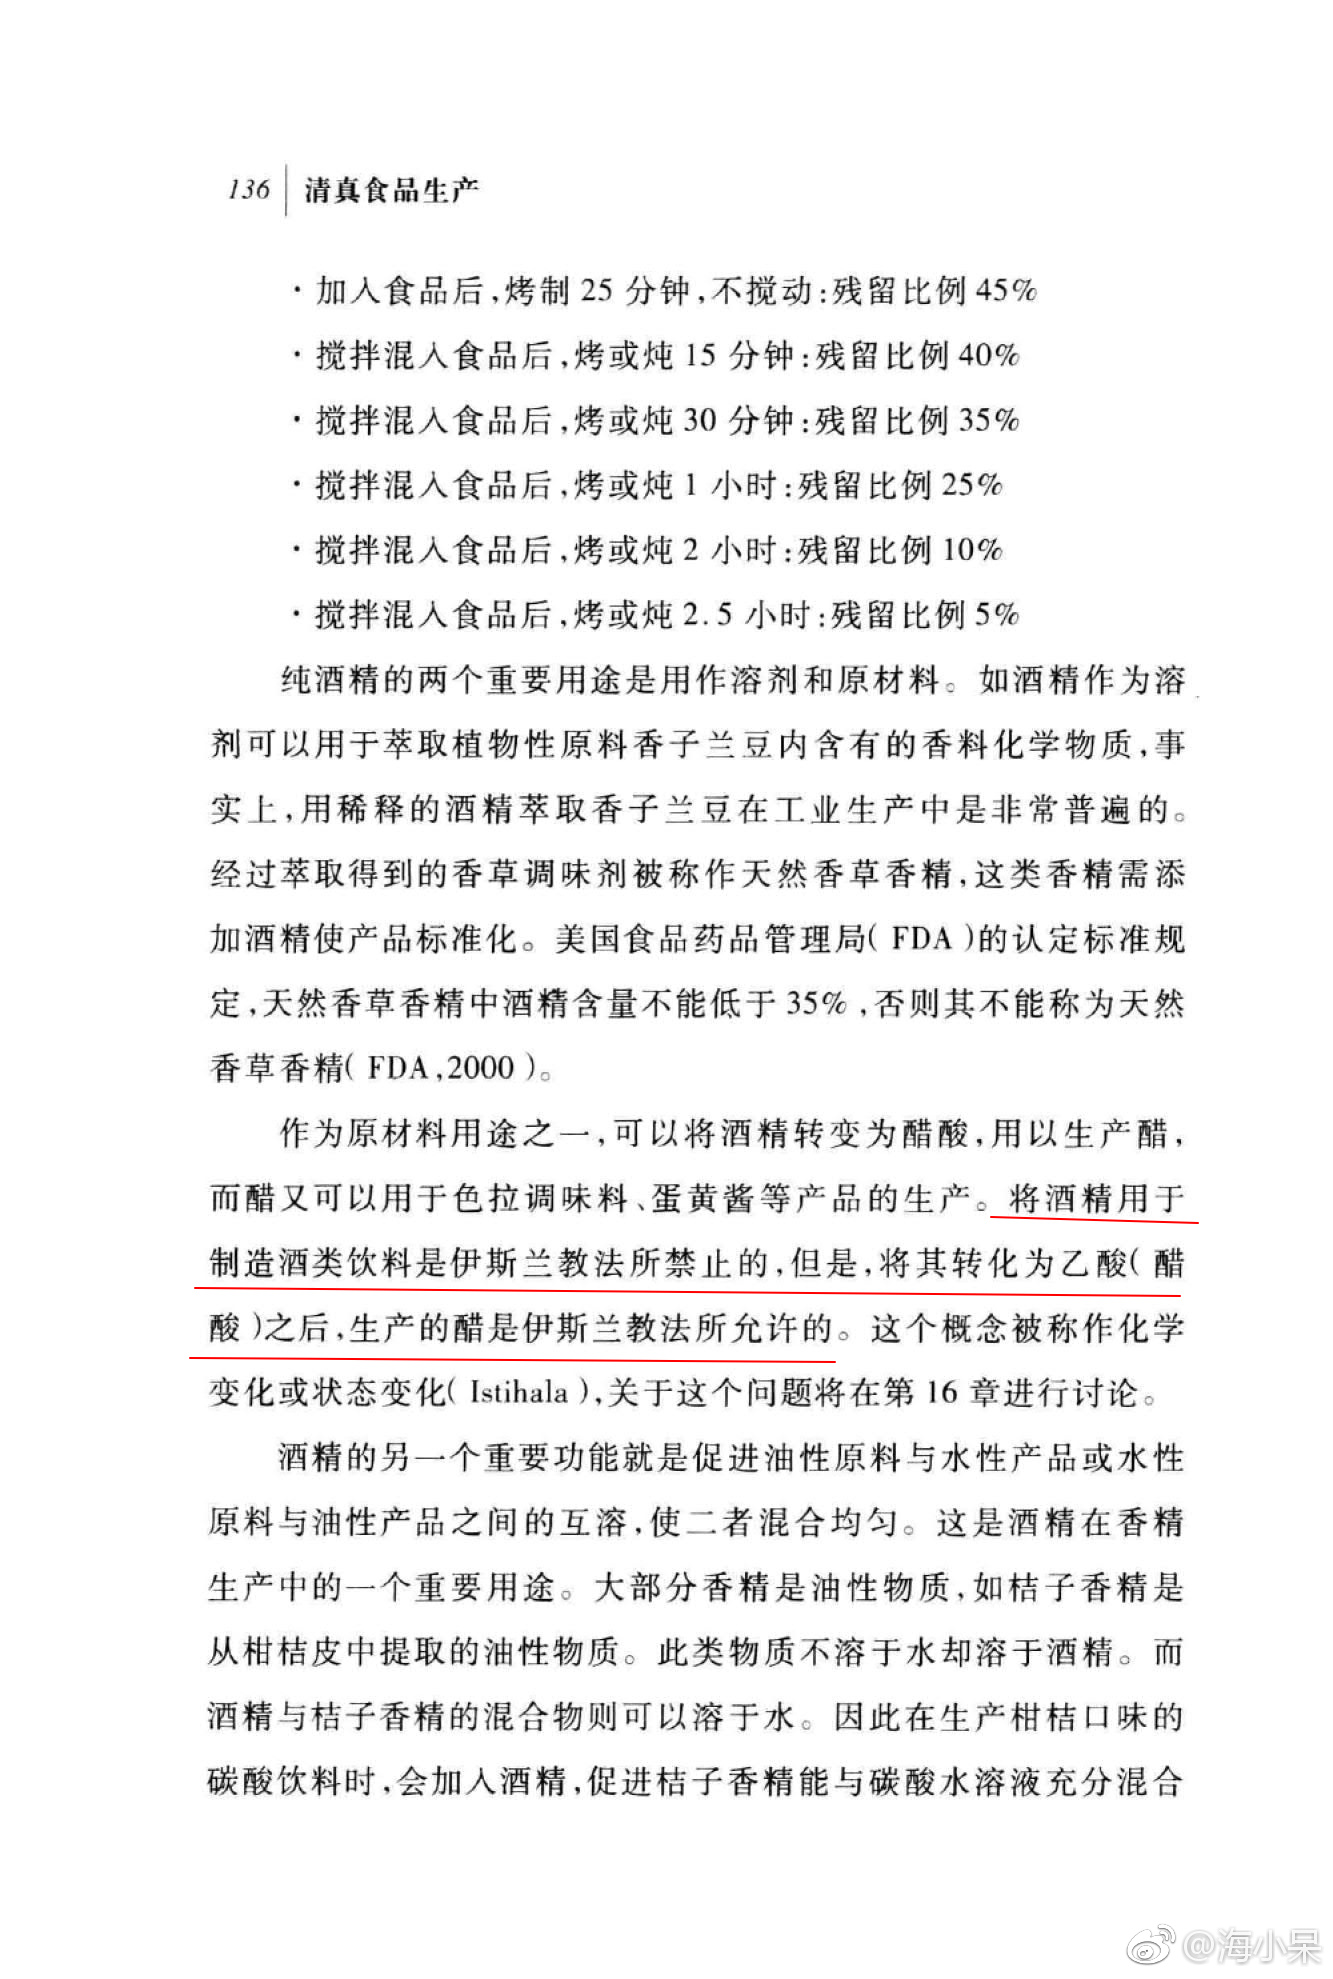 136 清真食品生产
·加入食品后,烤制 25 分钟,不搅动:残留比例 45%
·搅拌混入食品后,烤或炖 15 分钟:残留比例 40%
·搅拌混入食品后,烤或炖 30 分钟:残留比例 35%
·搅拌混入食品后,烤或炖 1 小时:残留比例 25%
·搅拌混入食品后,烤或炖 2 小时:残留比例 10%
·搅拌混入食品后,烤或炖 2.5 小时:残留比例 5%
纯酒精的两个重要用途是用作溶剂和原材料。如酒精作为溶
剂可以用于萃取植物性原料香子兰豆内含有的香料化学物质,事
实上,用稀释的酒精萃取香子兰豆在工业生产中是非常普遍的。
经过萃取得到的香草调味剂被称作天然香草香精,这类香精需添
加酒精使产品标准化。美国食品药品管理局( FDA )的认定标准规
定,天然香草香精中酒精含量不能低于 35% ,否则其不能称为天然
香草香精( FDA,2000 )。
作为原材料用途之一,可以将酒精转变为醋酸,用以生产醋,
而醋又可以用于色拉调味料、蛋黄酱等产品的生产。将酒精用于
制造酒类饮料是伊斯兰教法所禁止的,但是,将其转化为乙酸( 醋
酸 )之后,生产的醋是伊斯兰教法所允许的。这个概念被称作化学
变化或状态变化( Istihala ),关于这个问题将在第 16 章进行讨论。
酒精的另一个重要功能就是促进油性原料与水性产品或水性
原料与油性产品之间的互溶,使二者混合均匀。这是酒精在香精
生产中的一个重要用途。大部分香精是油性物质,如桔子香精是
从柑桔皮中提取的油性物质。此类物质不溶于水却溶于酒精。而
酒精与桔子香精的混合物则可以溶于水。因此在生产柑桔口味的
碳酸饮料时,会加入酒精,促进桔子香精能与碳酸水溶液充分混合
@海小呆